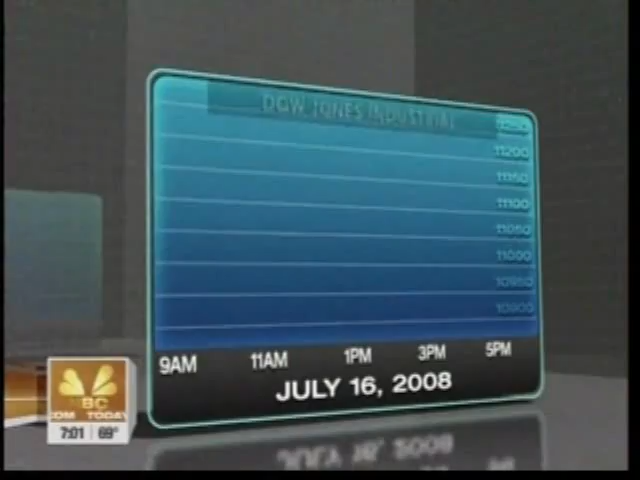 DOW JONES INDUSTRIAL
11200
11150
11100
11050
11000
10950
10900
9AM 11AM 1PM 3PM 5PM
JULY 16, 2008
NBC
TODAY
7:01 69°